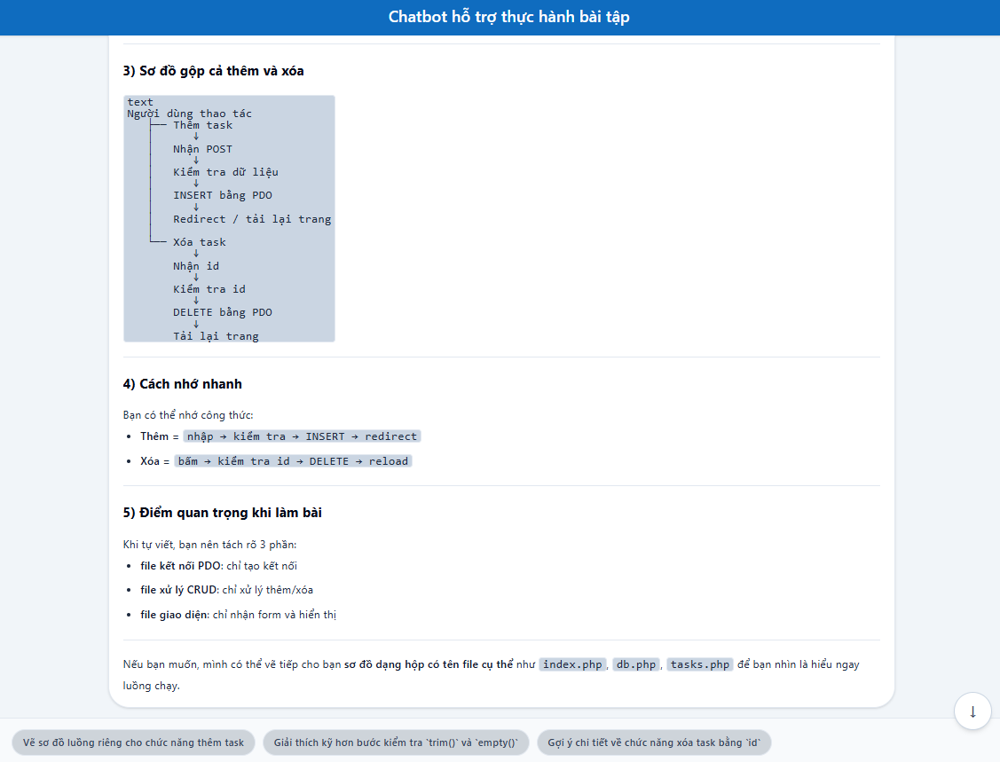 Chatbot hỗ trợ thực hành bài tập
3) Sơ đồ gộp cả thêm và xóa
text
Người dùng thao tác
├── Thêm task
│ ↓
│ Nhận POST
│ ↓
│ Kiểm tra dữ liệu
│ ↓
│ INSERT bằng PDO
│ ↓
│ Redirect / tải lại trang
│
└── Xóa task
↓
Nhận id
↓
Kiểm tra id
↓
DELETE bằng PDO
↓
Tải lại trang
4) Cách nhớ nhanh
Bạn có thể nhớ công thức:
• Thêm = nhập → kiểm tra → INSERT → redirect
• Xóa = bấm → kiểm tra id → DELETE → reload
5) Điểm quan trọng khi làm bài
Khi tự viết, bạn nên tách rõ 3 phần:
• file kết nối PDO: chỉ tạo kết nối
• file xử lý CRUD: chỉ xử lý thêm/xóa
• file giao diện: chỉ nhận form và hiển thị
Nếu bạn muốn, mình có thể vẽ tiếp cho bạn sơ đồ dạng hộp có tên file cụ thể như index.php, db.php, tasks.php để bạn nhìn là hiểu ngay
luồng chạy.
↓
Vẽ sơ đồ luồng riêng cho chức năng thêm task
Giải thích kỹ hơn bước kiểm tra `trim()` và `empty()`
Gợi ý chi tiết về chức năng xóa task bằng `id`